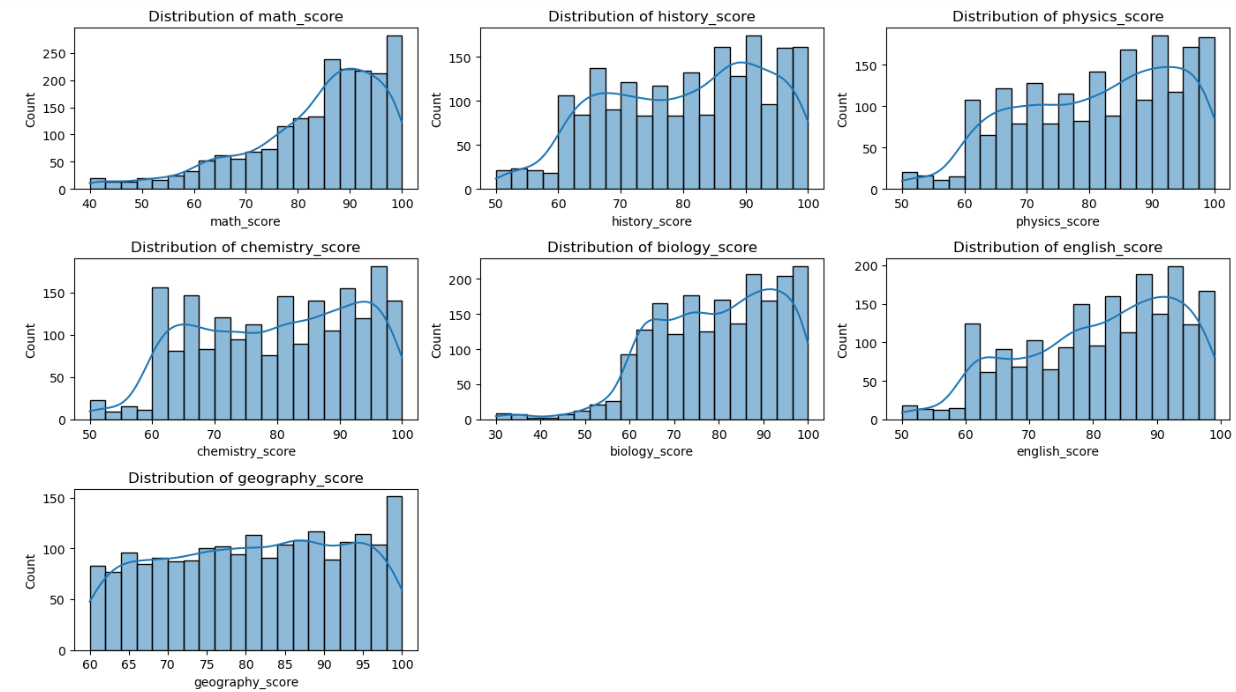 Distribution of math_score
Count
250
200
150
100
50
0
40 50 60 70 80 90 100
math_score
Distribution of history_score
Count
150
100
50
0
50 60 70 80 90 100
history_score
Distribution of physics_score
Count
150
100
50
0
50 60 70 80 90 100
physics_score
Distribution of chemistry_score
Count
150
100
50
0
50 60 70 80 90 100
chemistry_score
Distribution of biology_score
Count
200
150
100
50
0
30 40 50 60 70 80 90 100
biology_score
Distribution of english_score
Count
200
150
100
50
0
50 60 70 80 90 100
english_score
Distribution of geography_score
Count
150
100
50
0
60 65 70 75 80 85 90 95 100
geography_score